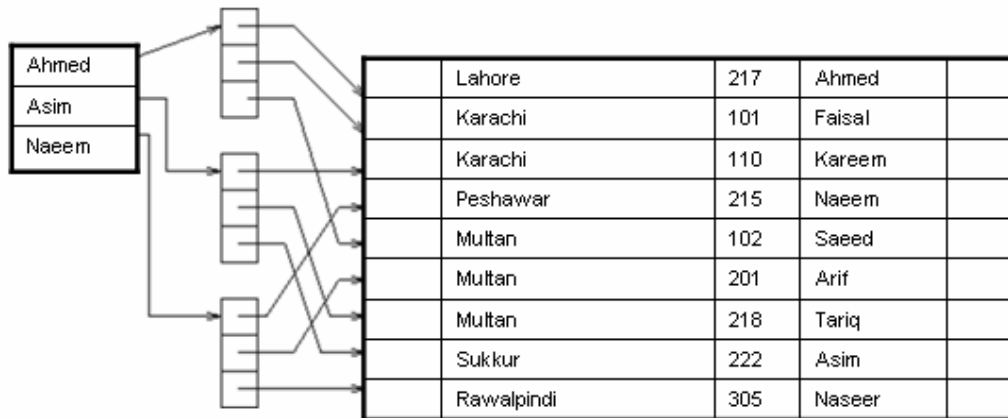 Ahmed
Asim
Naeem
Lahore 217 Ahmed
Karachi 101 Faisal
Karachi 110 Kareem
Peshawar 215 Naeem
Multan 102 Saeed
Multan 201 Arif
Multan 218 Tariq
Sukkur 222 Asim
Rawalpindi 305 Naseer